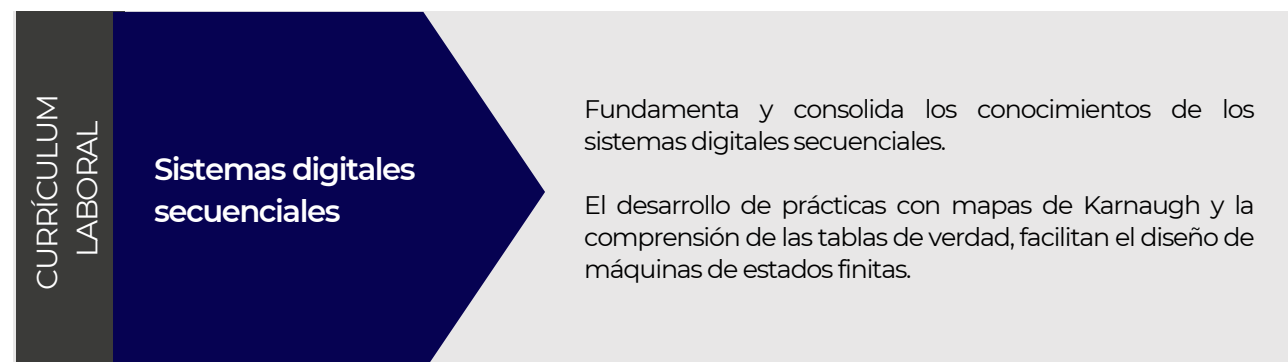 CURRÍCULUM
LABORAL
Sistemas digitales
secuenciales
Fundamenta y consolida los conocimientos de los
sistemas digitales secuenciales.
El desarrollo de prácticas con mapas de Karnaugh y la
comprensión de las tablas de verdad, facilitan el diseño de
máquinas de estados finitas.